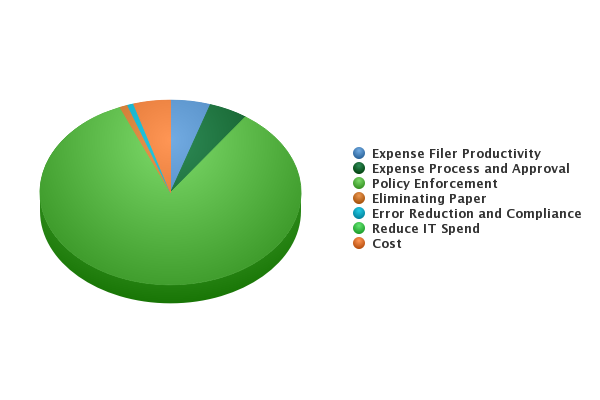 Expense Filer Productivity
Expense Process and Approval
Policy Enforcement
Eliminating Paper
Error Reduction and Compliance
Reduce IT Spend
Cost